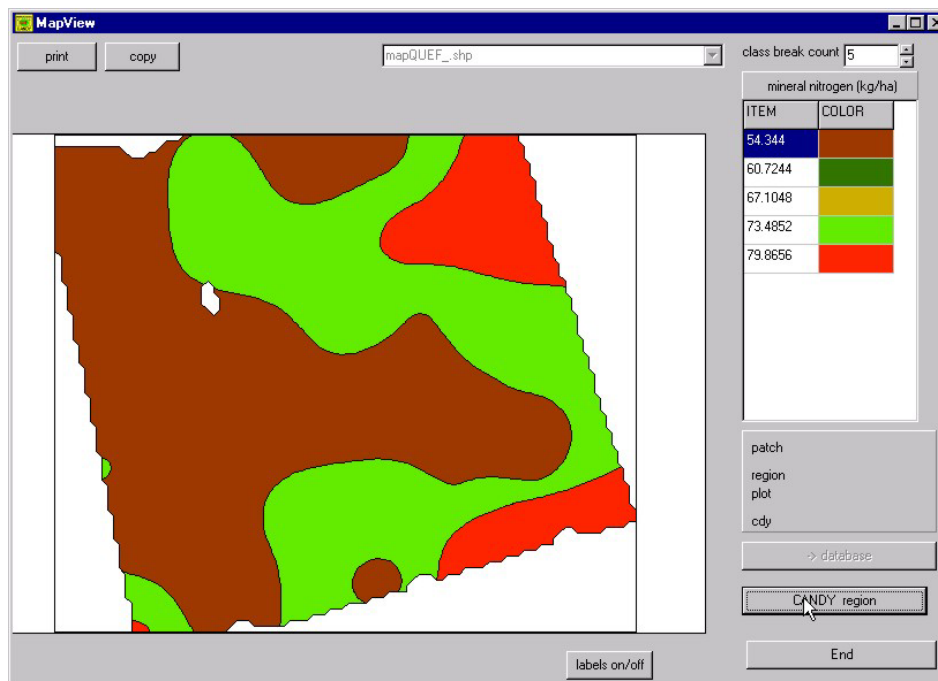 MapView
print copy mapQUEF_.shp class break count 5
mineral nitrogen (kg/ha)
ITEM COLOR
54.344
60.7244
67.1048
73.4852
79.8656
patch
region
plot
cdy
-> database
CANDY region
End
labels on/off